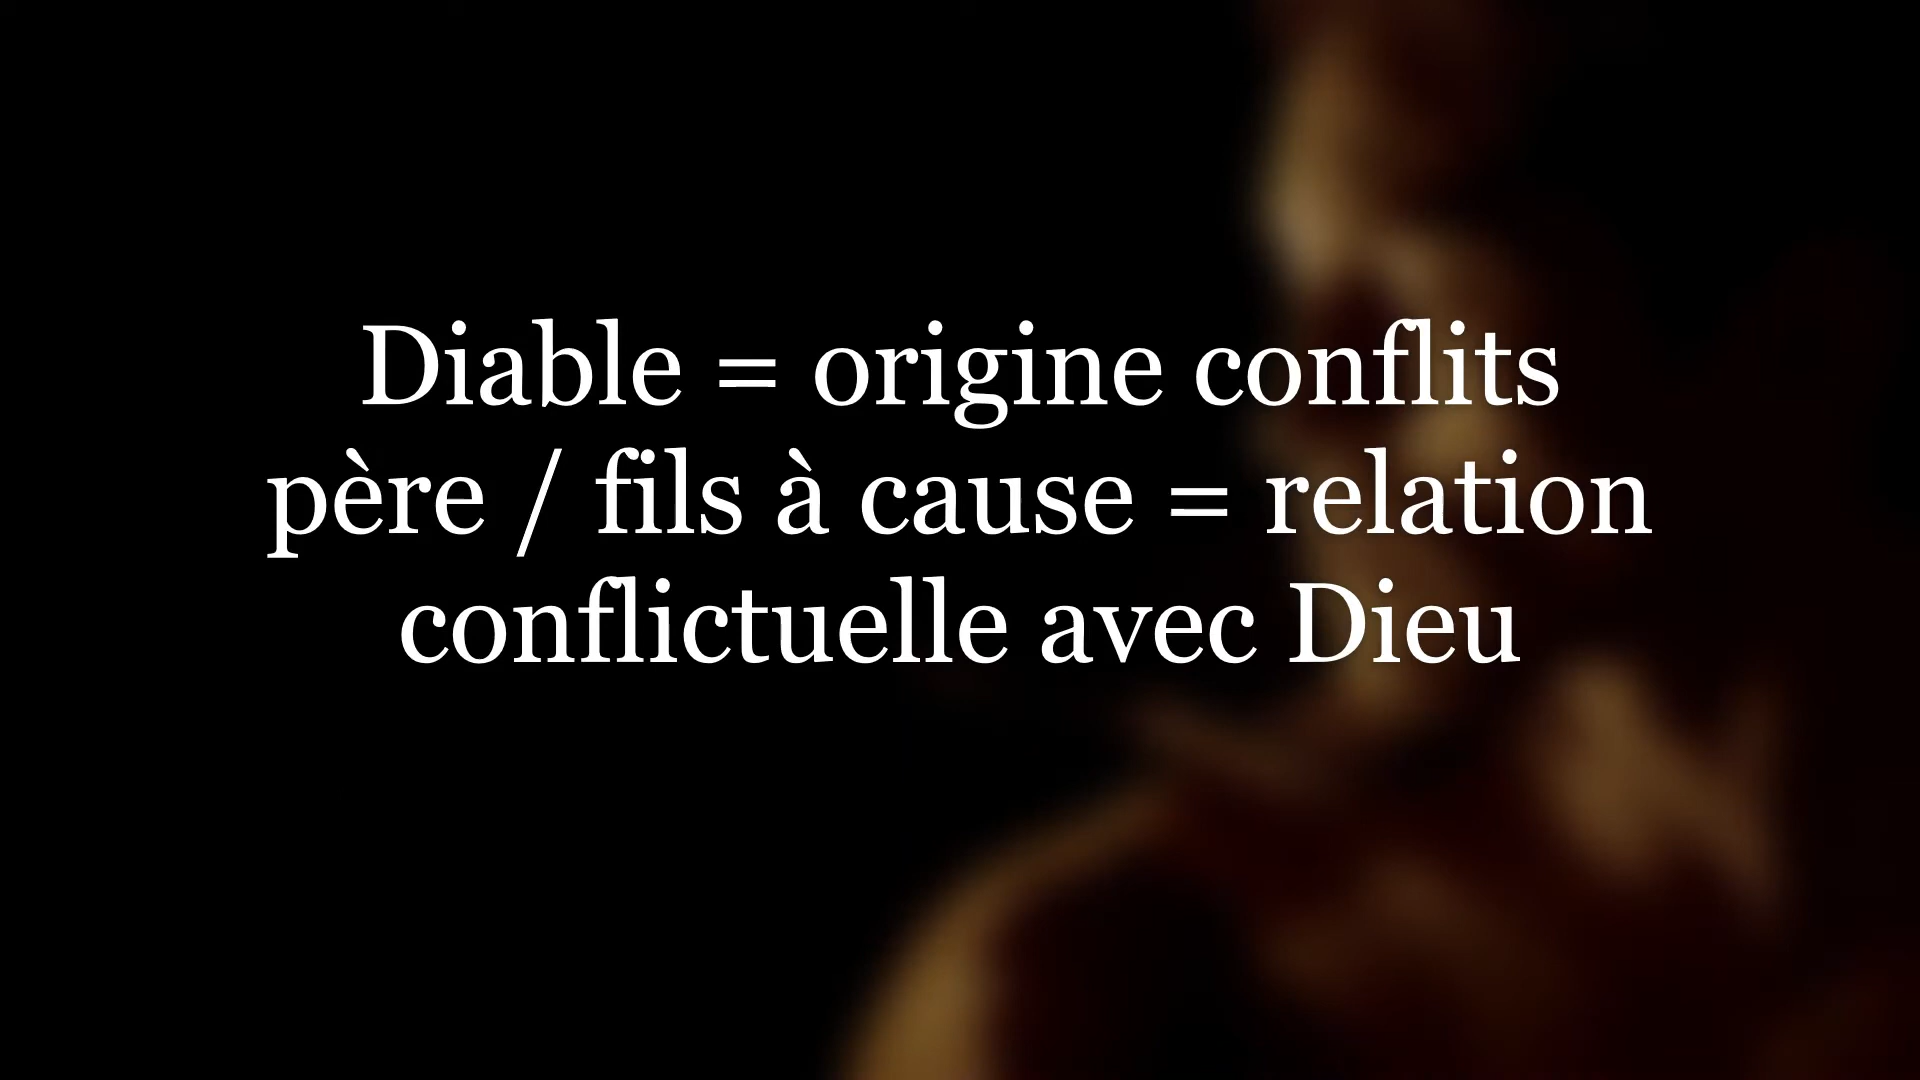 Diable = origine conflits
père / fils à cause = relation
conflictuelle avec Dieu